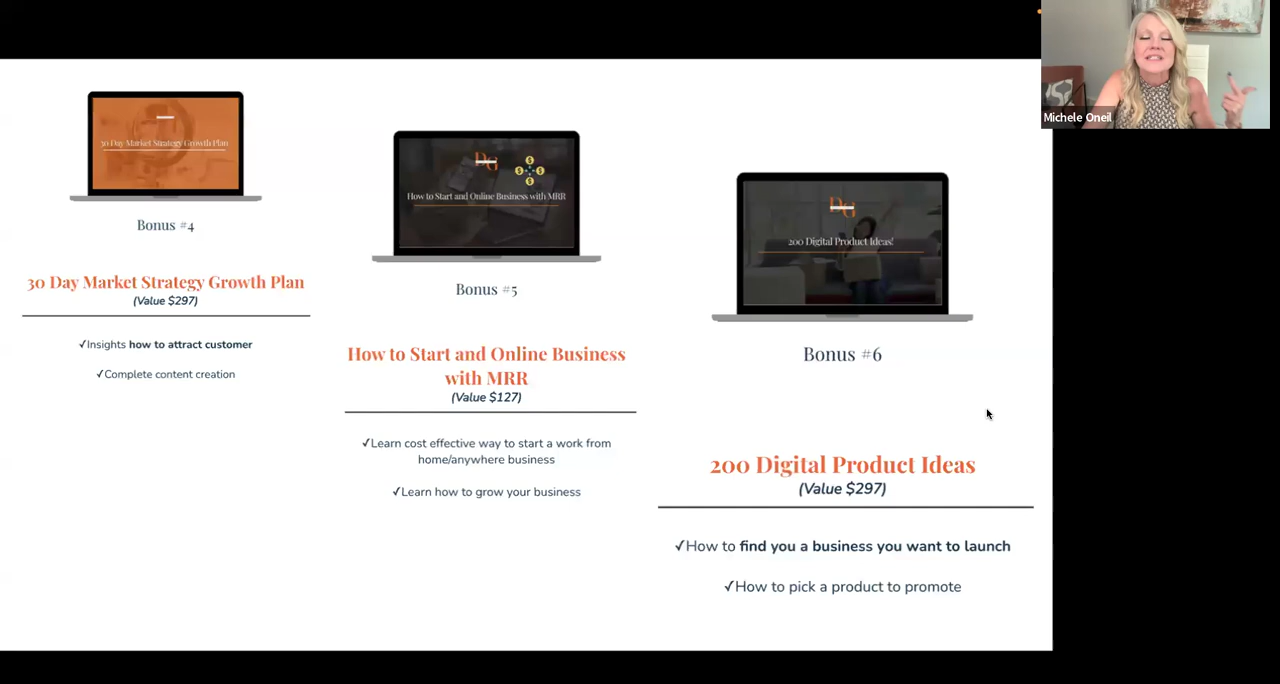 Michele Oneil
30 Day Market Strategy Growth Plan
Bonus #4
30 Day Market Strategy Growth Plan
(Value $297)
✓Insights how to attract customer
✓Complete content creation
DG
How to Start and Online Business with MRR
Bonus #5
How to Start and Online Business
with MRR
(Value $127)
✓Learn cost effective way to start a work from
home/anywhere business
✓Learn how to grow your business
DG
200 Digital Product Ideas!
Bonus #6
200 Digital Product Ideas
(Value $297)
✓How to find you a business you want to launch
✓How to pick a product to promote